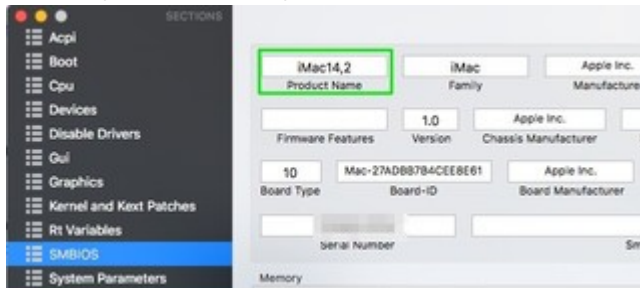 SECTIONS
Acpi
Boot
Cpu
Devices
Disable Drivers
Gui
Graphics
Kernel and Kext Patches
Rt Variables
SMBIOS
System Parameters
iMac14,2 iMac Apple Inc.
Product Name Family Manufacture
1.0 Apple Inc.
Firmware Features Version Chassis Manufacturer
10 Mac-27ADBB7B4CEE8E61 Apple Inc.
Board Type Board-ID Board Manufacturer
Serial Number Sm
Memory